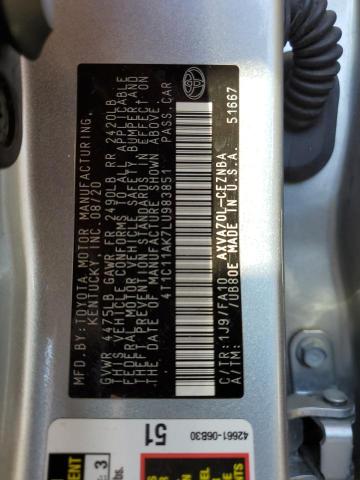 MFD.BY: TOYOTA MOTOR MANUFACTURING,
KENTUCKY, INC. 08/20
GVWR 4475LB GAWR FR 2490LB RR 2420LB
THIS VEHICLE CONFORMS TO ALL APPLICABLE
FEDERAL MOTOR VEHICLE SAFETY, BUMPER, AND
THEFT PREVENTION STANDARDS IN EFFECT ON
THE DATE OF MANUFACTURE SHOWN ABOVE.
4T1C11AK7LU983851 PASS. CAR
C/TR: 1J9/FA10 AXVA70L-CEZNBA
A/TM: /UB80E MADE IN U.S.A.
51667
TOYOTA
42661-06B30
51
3